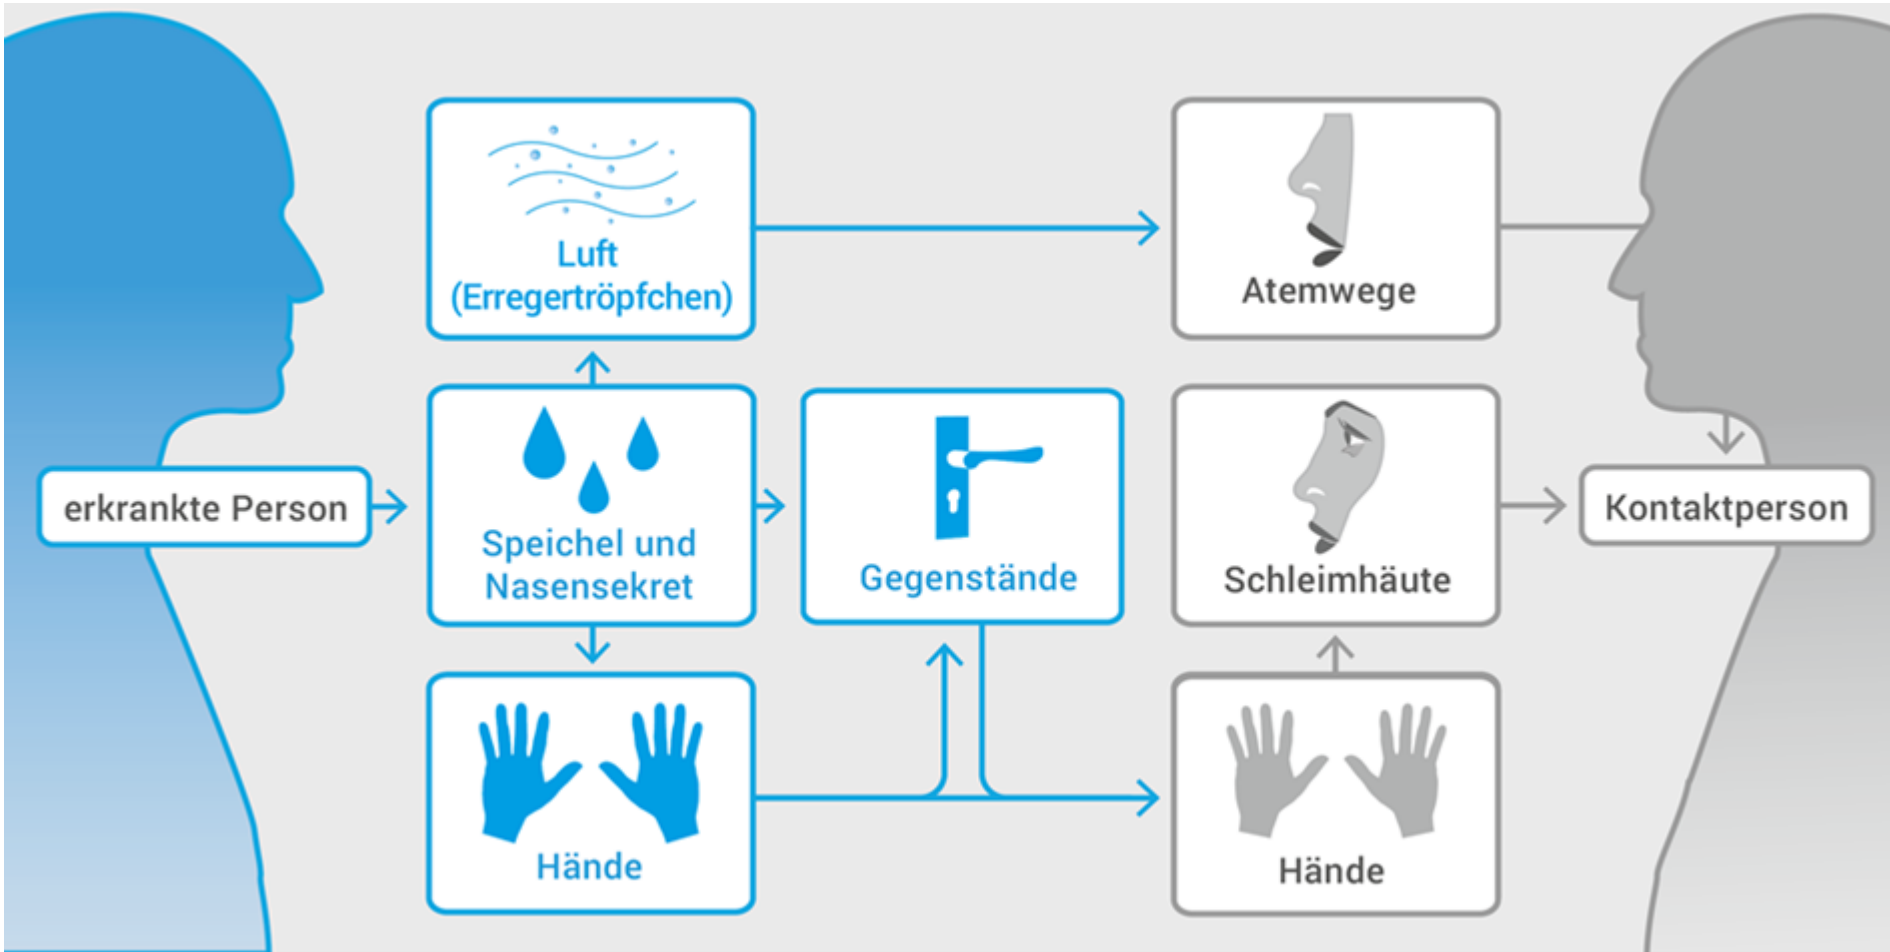 Luft
(Erregertröpfchen)
Atemwege
erkrankte Person
Speichel und
Nasensekret
Gegenstände
Schleimhäute
Kontaktperson
Hände
Hände